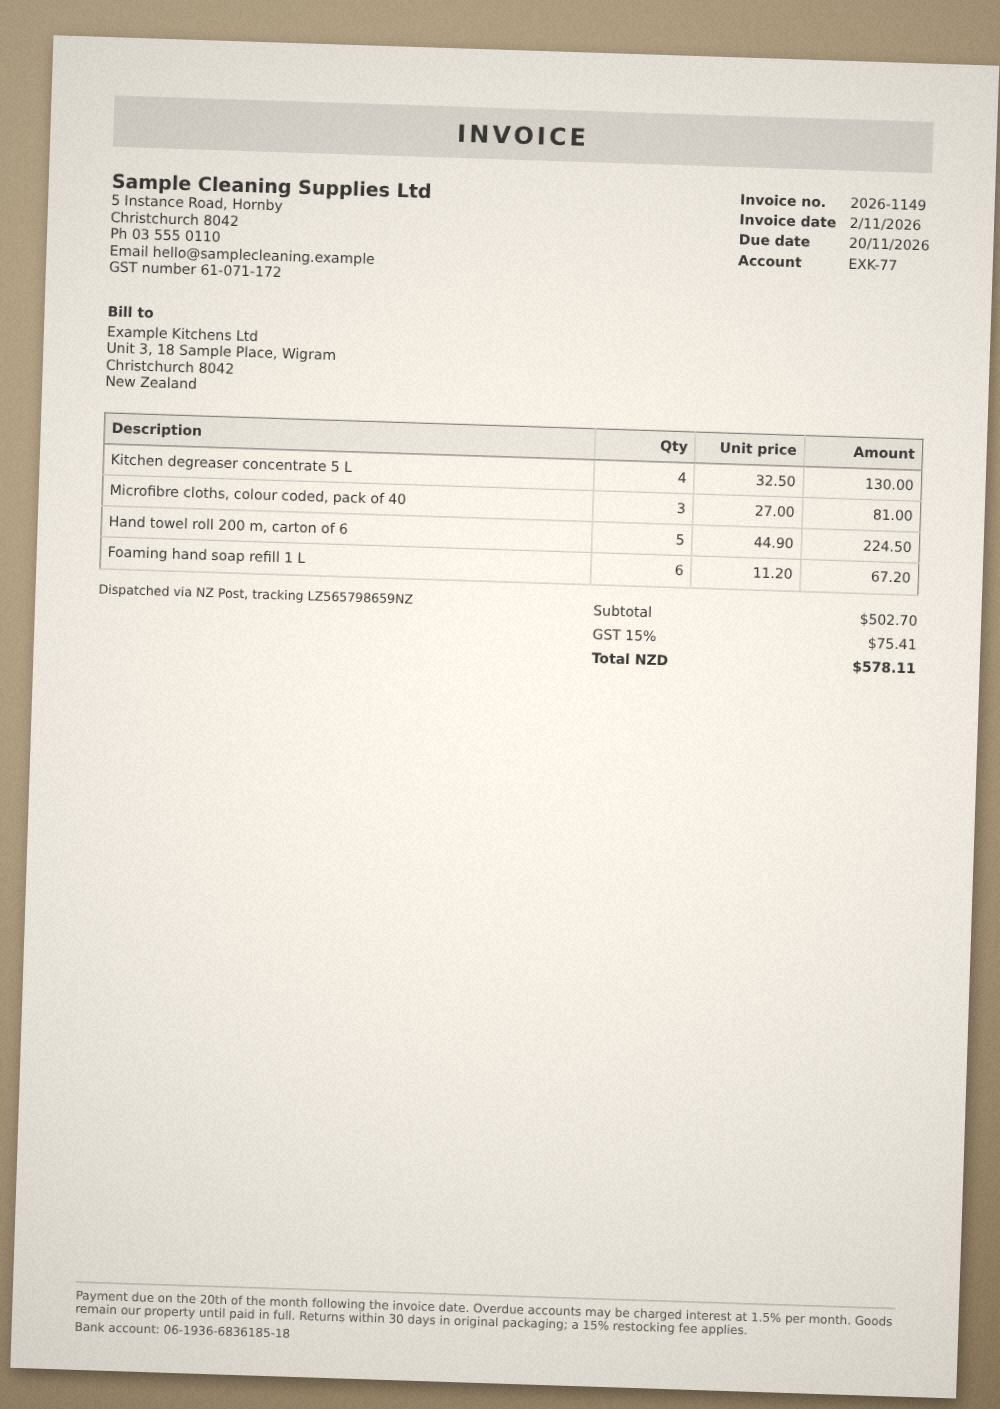 INVOICE
Sample Cleaning Supplies Ltd
5 Instance Road, Hornby
Christchurch 8042
Ph 03 555 0110
Email hello@samplecleaning.example
GST number 61-071-172
Invoice no. 2026-1149
Invoice date 2/11/2026
Due date 20/11/2026
Account EXK-77
Bill to
Example Kitchens Ltd
Unit 3, 18 Sample Place, Wigram
Christchurch 8042
New Zealand
Description Qty Unit price Amount
Kitchen degreaser concentrate 5 L 4 32.50 130.00
Microfibre cloths, colour coded, pack of 40 3 27.00 81.00
Hand towel roll 200 m, carton of 6 5 44.90 224.50
Foaming hand soap refill 1 L 6 11.20 67.20
Dispatched via NZ Post, tracking LZ565798659NZ
Subtotal $502.70
GST 15% $75.41
Total NZD $578.11
Payment due on the 20th of the month following the invoice date. Overdue accounts may be charged interest at 1.5% per month. Goods
remain our property until paid in full. Returns within 30 days in original packaging; a 15% restocking fee applies.
Bank account: 06-1936-6836185-18